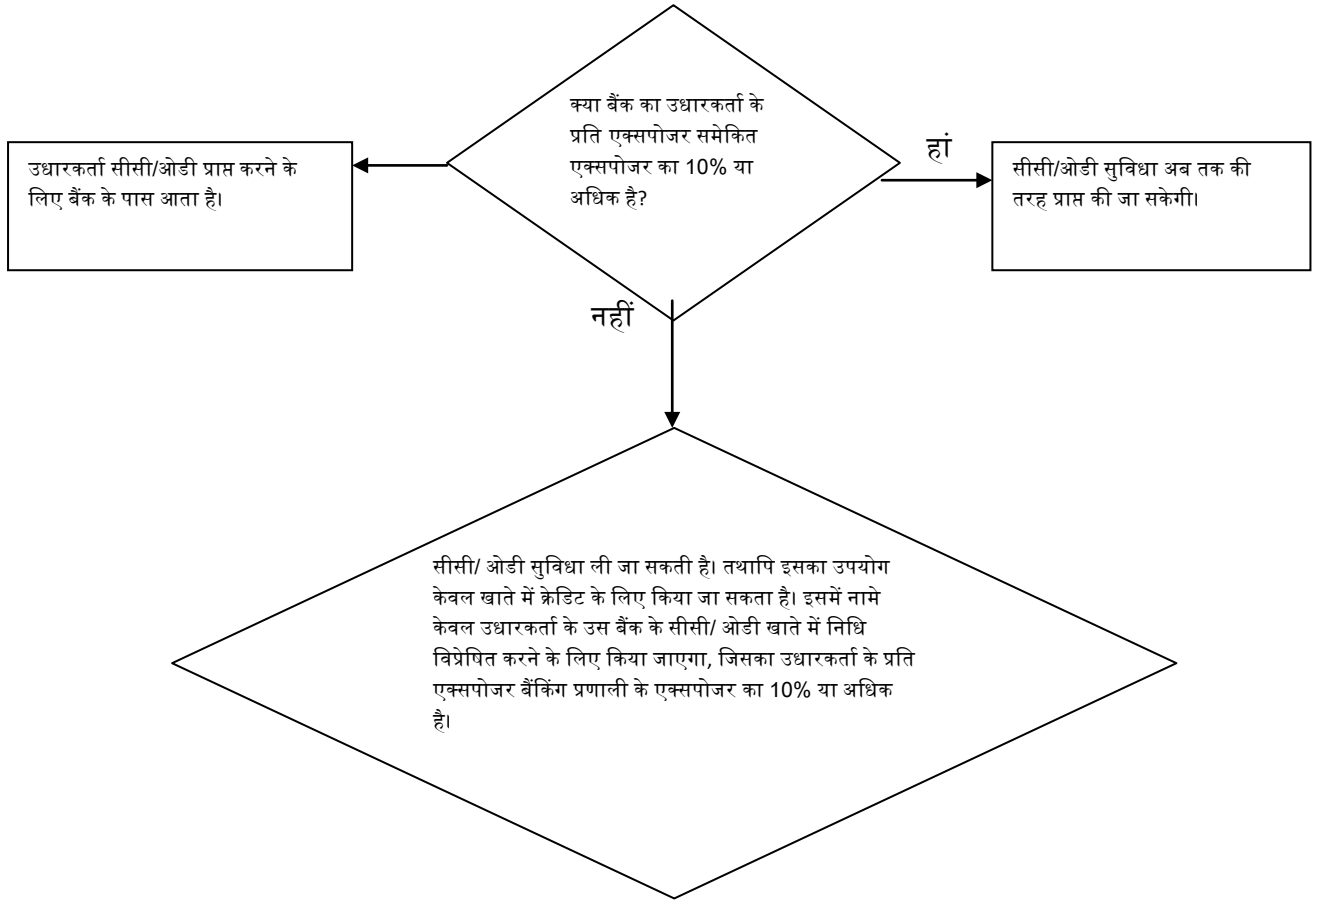 उधारकर्ता सीसी/ओडी प्राप्त करने के
लिए बैंक के पास आता है।
क्या बैंक का उधारकर्ता के
प्रति एक्सपोजर समेकित
एक्सपोजर का 10% या
अधिक है?
हां
सीसी/ओडी सुविधा अब तक की
तरह प्राप्त की जा सकेगी।
नहीं
सीसी/ ओडी सुविधा ली जा सकती है। तथापि इसका उपयोग
केवल खाते में क्रेडिट के लिए किया जा सकता है। इसमें नामे
केवल उधारकर्ता के उस बैंक के सीसी/ ओडी खाते में निधि
विप्रेषित करने के लिए किया जाएगा, जिसका उधारकर्ता के प्रति
एक्सपोजर बैंकिंग प्रणाली के एक्सपोजर का 10% या अधिक
है।